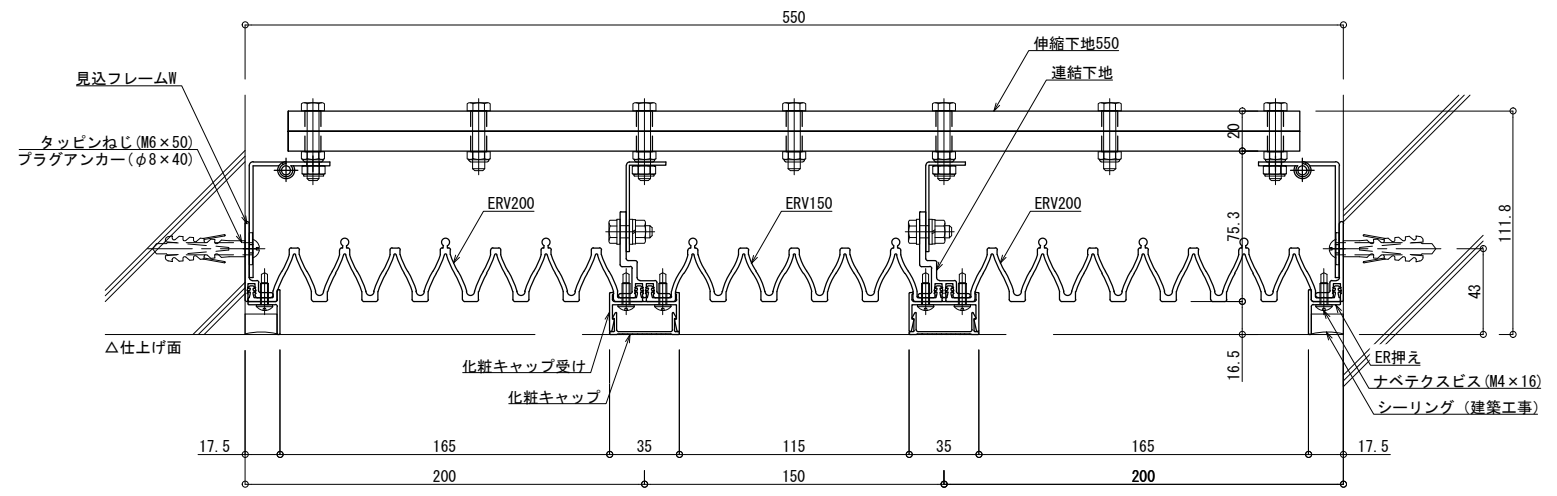 550
伸縮下地550
連結下地
見込フレームW
タッピンねじ(M6×50)
プラグアンカー(φ8×40)
20
ERV200
ERV150
ERV200
75.3
111.8
43
16.5
△仕上げ面
化粧キャップ受け
化粧キャップ
ER押え
ナベテクスビス(M4×16)
シーリング (建築工事)
17.5
165
35
115
35
165
17.5
200
150
200